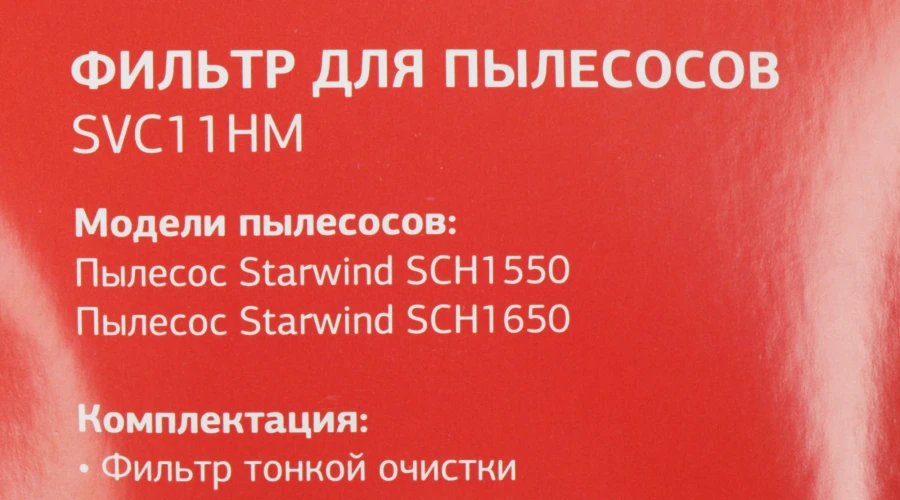 ФИЛЬТР ДЛЯ ПЫЛЕСОСОВ
SVC11HM
Модели пылесосов:
Пылесос Starwind SCH1550
Пылесос Starwind SCH1650
Комплектация:
• Фильтр тонкой очистки